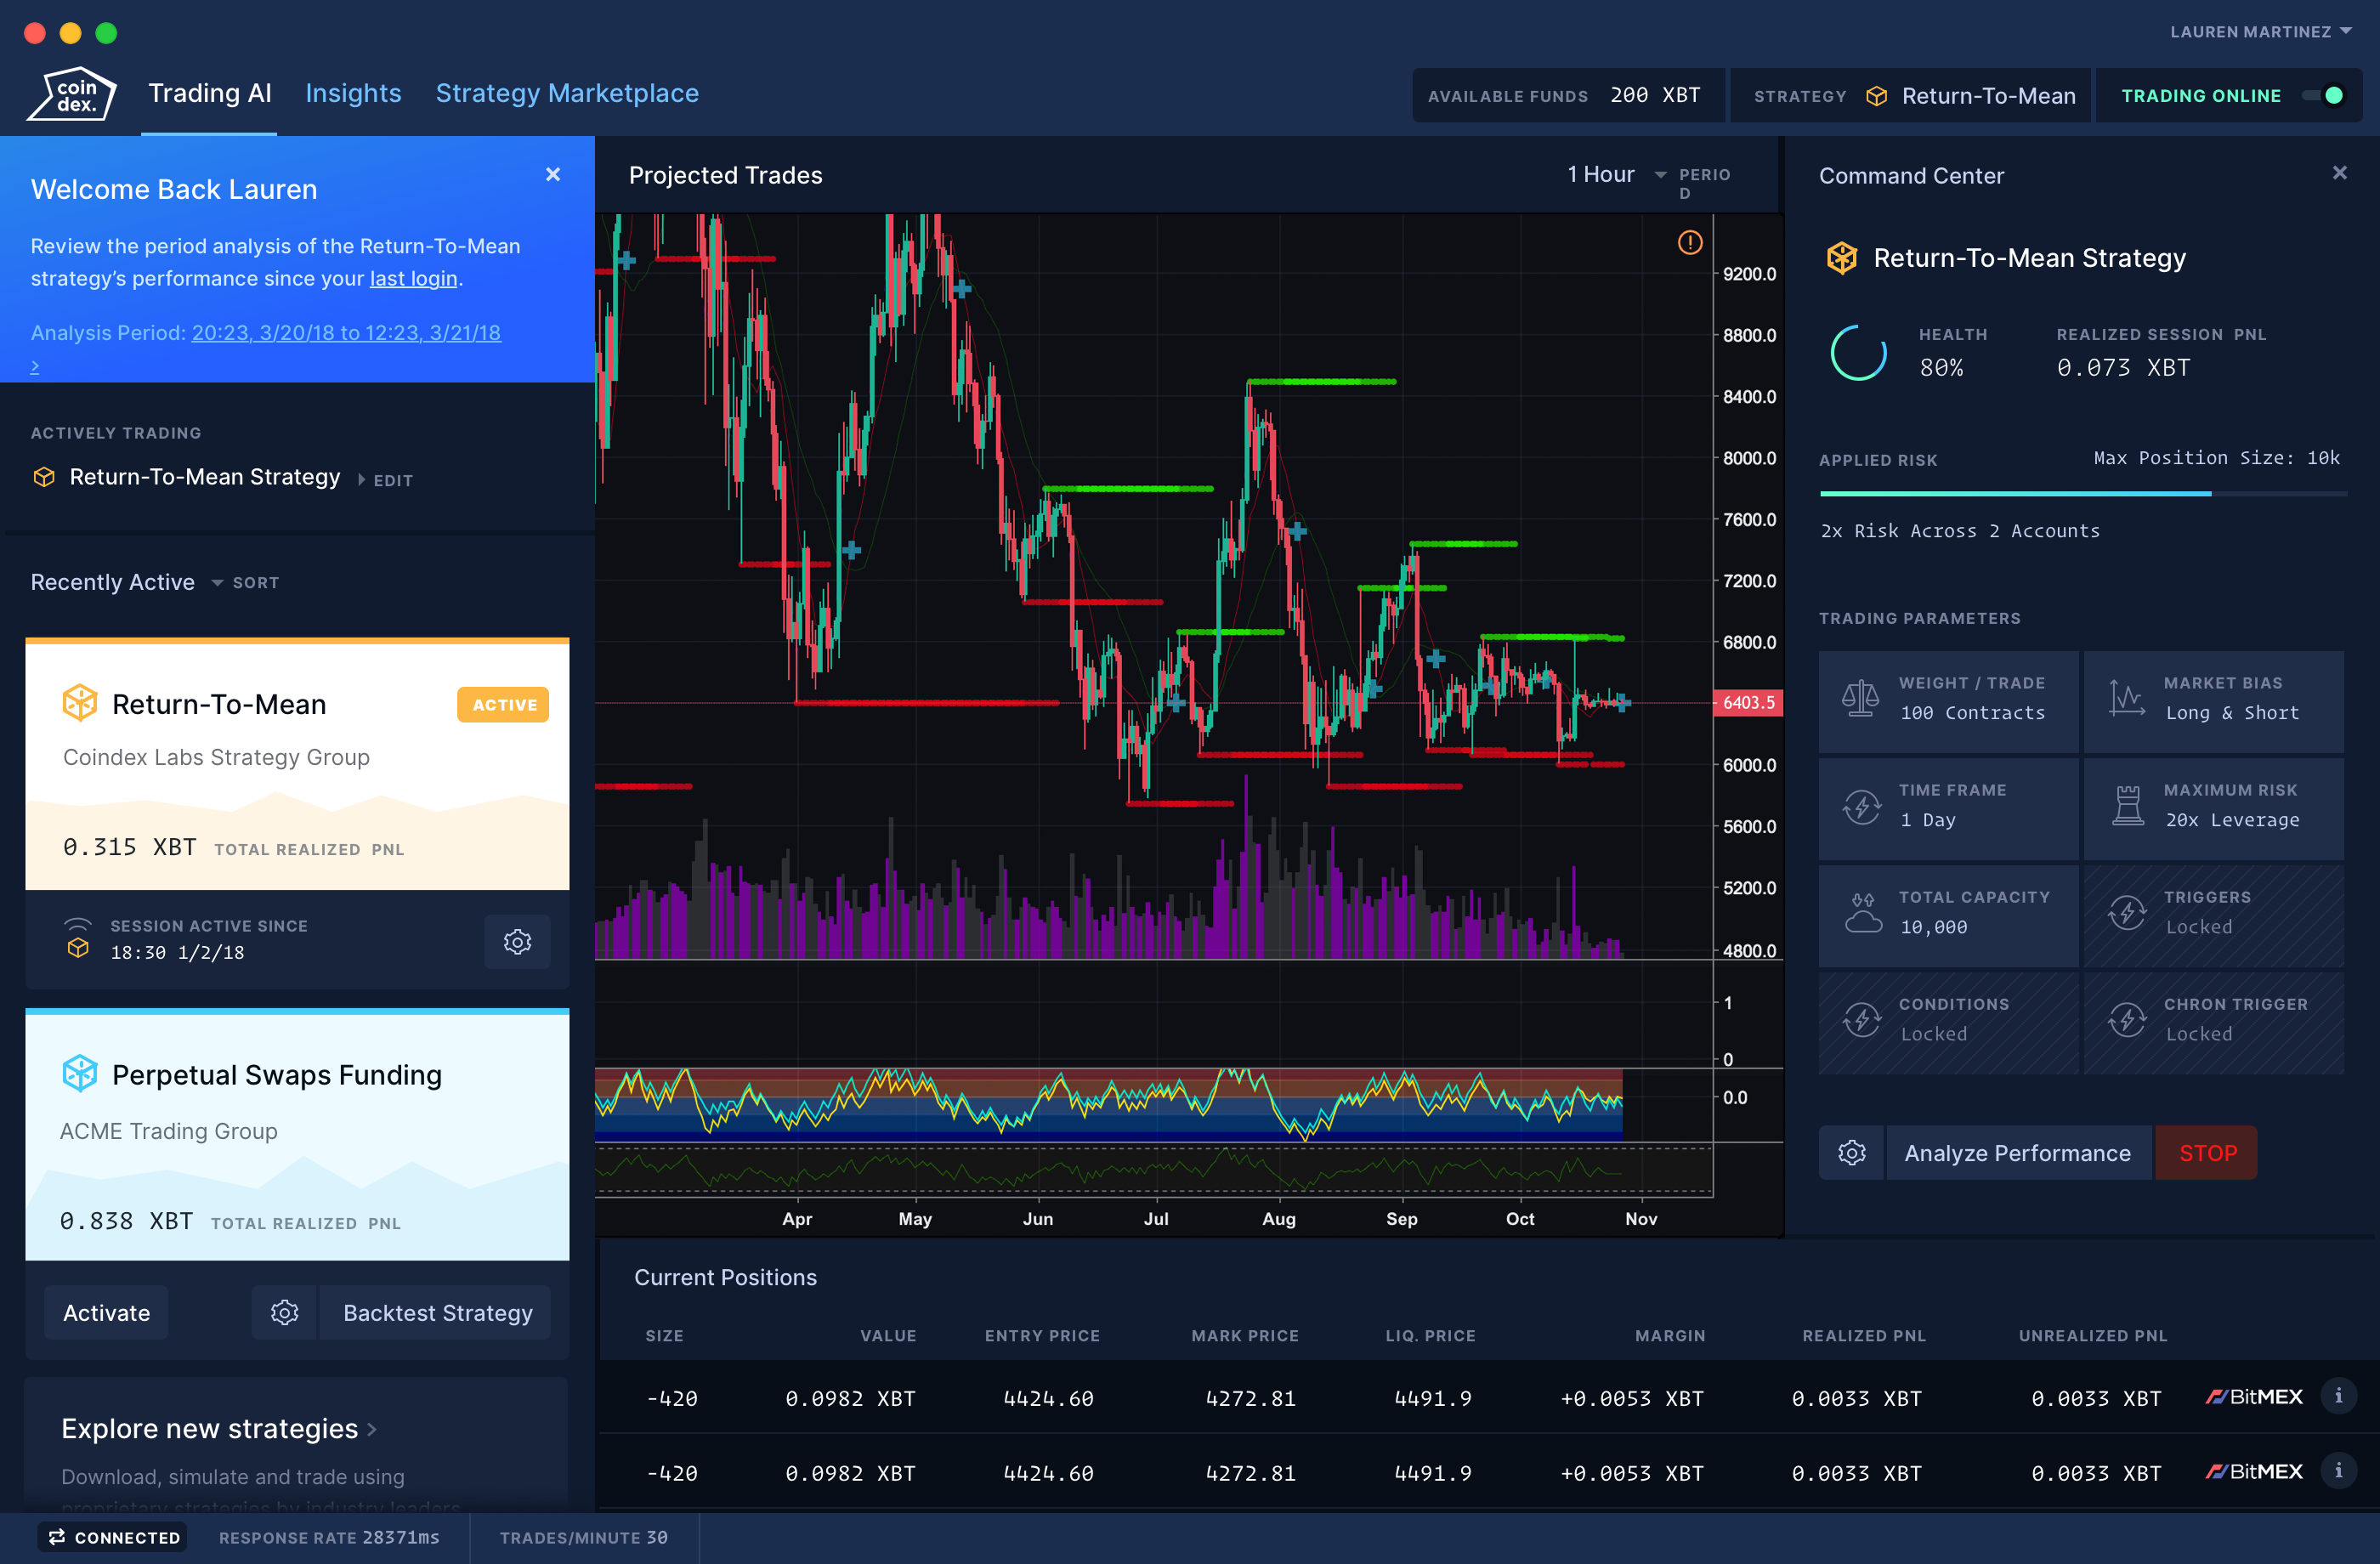 LAUREN MARTINEZ
coin
dex.
Trading AI
Insights
Strategy Marketplace
AVAILABLE FUNDS 200 XBT
STRATEGY Return-To-Mean
TRADING ONLINE
Welcome Back Lauren
Review the period analysis of the Return-To-Mean
strategy's performance since your last login.
Analysis Period: 20:23, 3/20/18 to 12:23, 3/21/18
>
ACTIVELY TRADING
Return-To-Mean Strategy
EDIT
Recently Active
SORT
Return-To-Mean
ACTIVE
Coindex Labs Strategy Group
0.315 XBT TOTAL REALIZED PNL
SESSION ACTIVE SINCE
18:30 1/2/18
Perpetual Swaps Funding
ACME Trading Group
0.838 XBT TOTAL REALIZED PNL
Activate
Backtest Strategy
Explore new strategies >
Download, simulate and trade using
proprietary strategies by industry leaders
Projected Trades
1 Hour
PERIO
D
9200.0
8800.0
8400.0
8000.0
7600.0
7200.0
6800.0
6403.5
6000.0
5600.0
5200.0
4800.0
1
0
0.0
Apr
May
Jun
Jul
Aug
Sep
Oct
Nov
Command Center
Return-To-Mean Strategy
HEALTH
80%
REALIZED SESSION PNL
0.073 XBT
APPLIED RISK
Max Position Size: 10k
2x Risk Across 2 Accounts
TRADING PARAMETERS
WEIGHT / TRADE
100 Contracts
MARKET BIAS
Long & Short
TIME FRAME
1 Day
MAXIMUM RISK
20x Leverage
TOTAL CAPACITY
10,000
TRIGGERS
Locked
CONDITIONS
Locked
CHRON TRIGGER
Locked
Analyze Performance
STOP
Current Positions
SIZE VALUE ENTRY PRICE MARK PRICE LIQ. PRICE MARGIN REALIZED PNL UNREALIZED PNL
-420 0.0982 XBT 4424.60 4272.81 4491.9 +0.0053 XBT 0.0033 XBT 0.0033 XBT BitMEX i
-420 0.0982 XBT 4424.60 4272.81 4491.9 +0.0053 XBT 0.0033 XBT 0.0033 XBT BitMEX i
CONNECTED
RESPONSE RATE 28371ms
TRADES/MINUTE 30